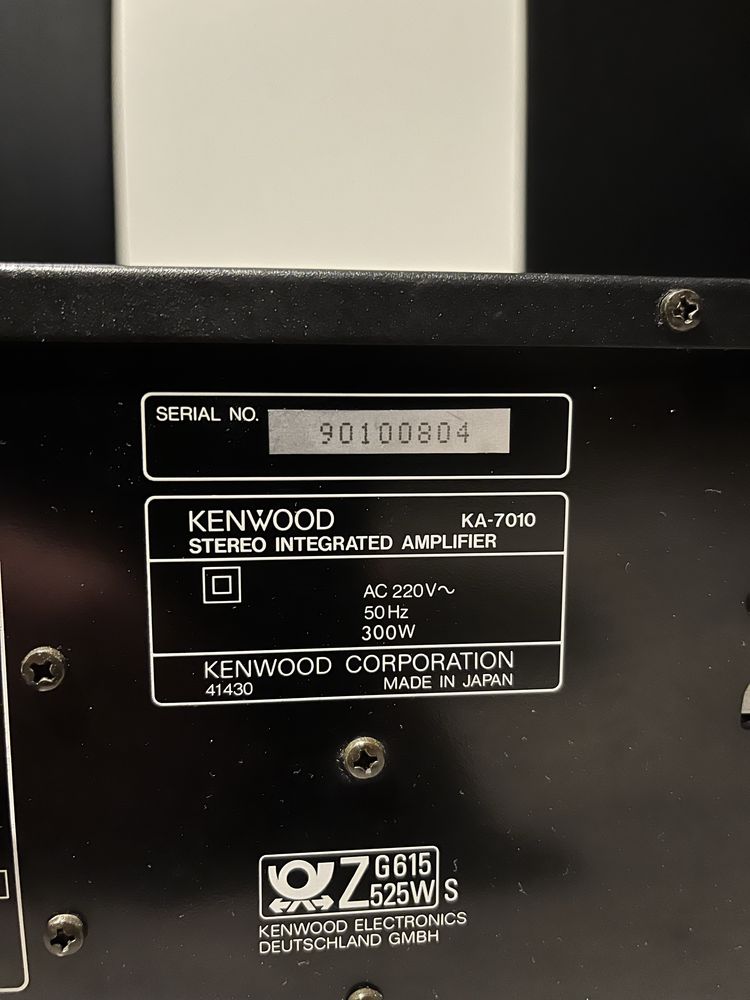 SERIAL NO. 90100804
KENWOOD KA-7010
STEREO INTEGRATED AMPLIFIER
AC 220V~
50Hz
300W
KENWOOD CORPORATION
41430 MADE IN JAPAN
Z G615
525W S
KENWOOD ELECTRONICS
DEUTSCHLAND GMBH